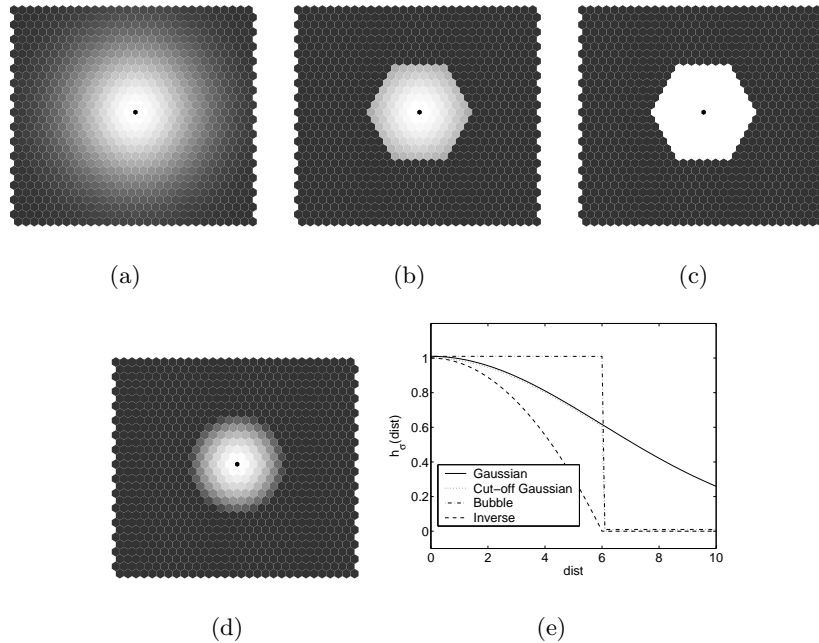 (a)
(b)
(c)
(d)
1
0.8
0.6
0.4
0.2
0
hσ(dist)
Gaussian
Cut−off Gaussian
Bubble
Inverse
0 2 4 6 8 10
dist
(e)